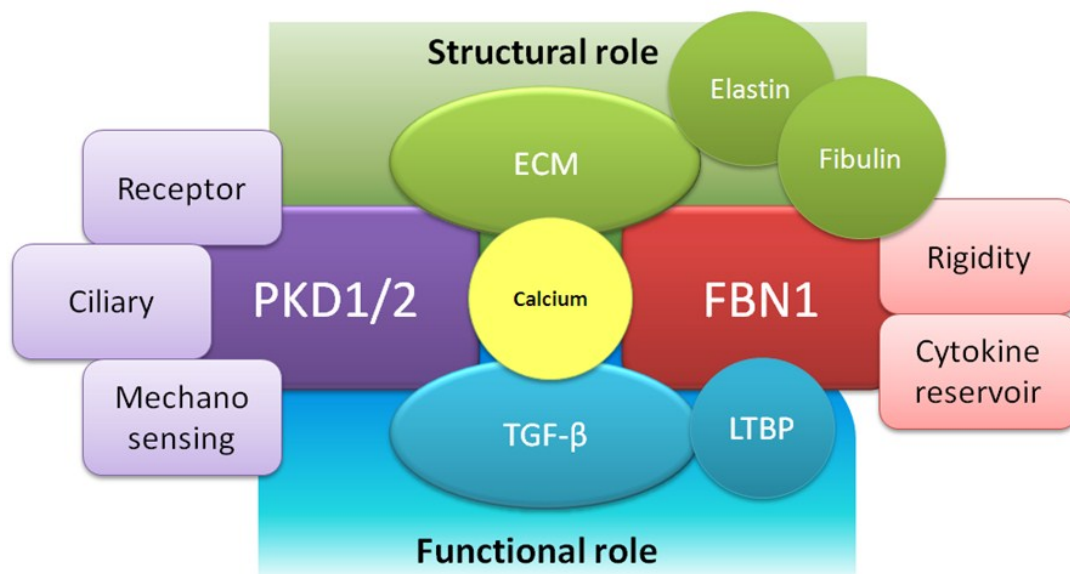 Structural role
Elastin
ECM
Fibulin
Receptor
Rigidity
Ciliary
PKD1/2
Calcium
FBN1
Cytokine
reservoir
Mechano
sensing
TGF-β
LTBP
Functional role